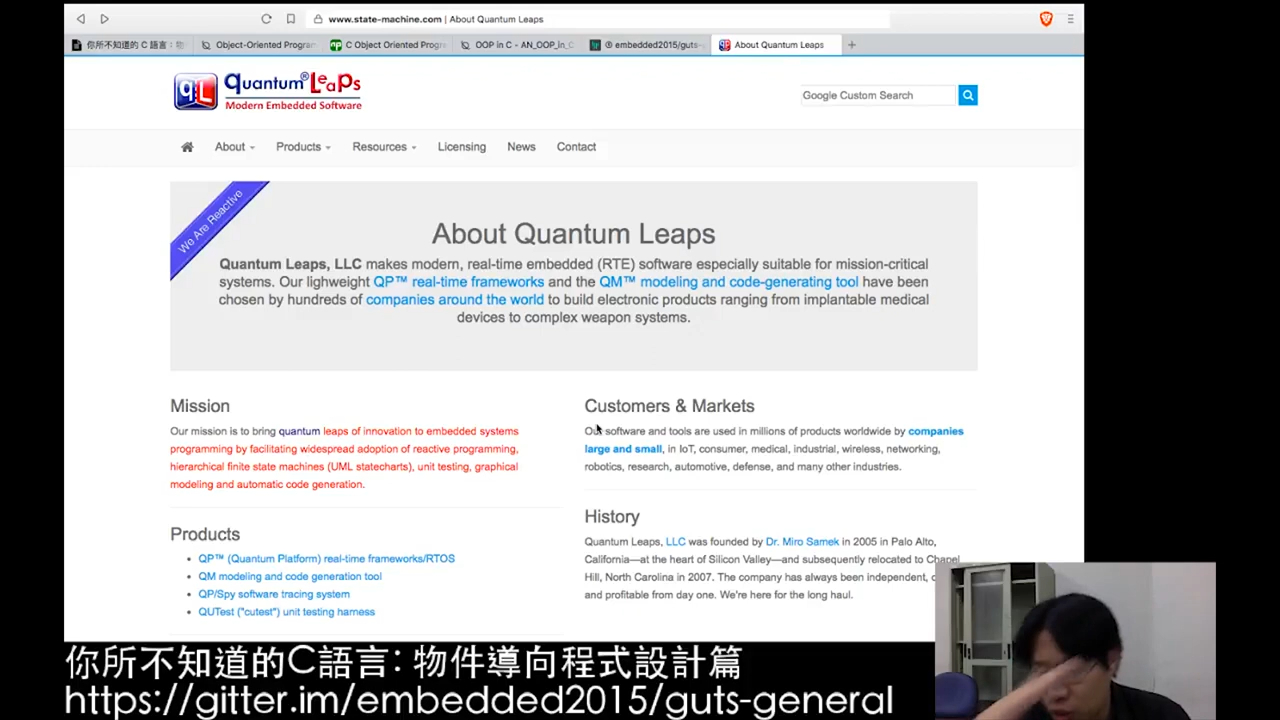 www.state-machine.com | About Quantum Leaps
你所不知道的 C 語言: 物
Object-Oriented Progra
C Object Oriented Progr
OOP in C - AN_OOP_in_C
embedded2015/guts-
About Quantum Leaps
qL quantum® LeaPs
Modern Embedded Software
Google Custom Search
About
Products
Resources
Licensing
News
Contact
We Are Reactive
About Quantum Leaps
Quantum Leaps, LLC makes modern, real-time embedded (RTE) software especially suitable for mission-critical
systems. Our lighweight QP™ real-time frameworks and the QM™ modeling and code-generating tool have been
chosen by hundreds of companies around the world to build electronic products ranging from implantable medical
devices to complex weapon systems.
Mission
Our mission is to bring quantum leaps of innovation to embedded systems
programming by facilitating widespread adoption of reactive programming,
hierarchical finite state machines (UML statecharts), unit testing, graphical
modeling and automatic code generation.
Products
QP™ (Quantum Platform) real-time frameworks/RTOS
QM modeling and code generation tool
QP/Spy software tracing system
QUTest ("cutest") unit testing harness
Customers & Markets
Our software and tools are used in millions of products worldwide by companies
large and small, in IoT, consumer, medical, industrial, wireless, networking,
robotics, research, automotive, defense, and many other industries.
History
Quantum Leaps, LLC was founded by Dr. Miro Samek in 2005 in Palo Alto,
California—at the heart of Silicon Valley—and subsequently relocated to Chapel
Hill, North Carolina in 2007. The company has always been independent,
and profitable from day one. We're here for the long haul.
你所不知道的C語言: 物件導向程式設計篇
https://gitter.im/embedded2015/guts-general